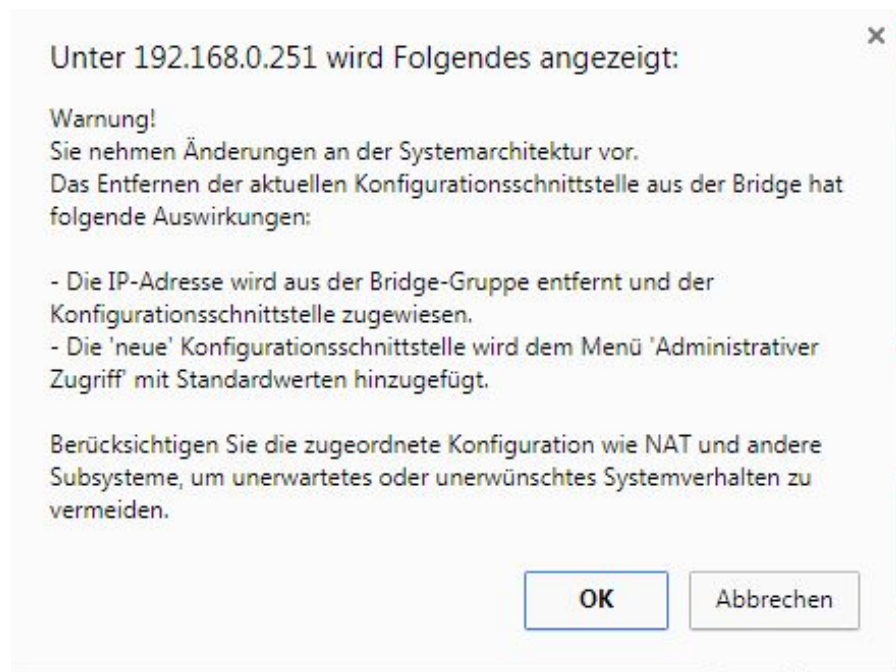 Unter 192.168.0.251 wird Folgendes angezeigt:
Warnung!
Sie nehmen Änderungen an der Systemarchitektur vor.
Das Entfernen der aktuellen Konfigurationsschnittstelle aus der Bridge hat
folgende Auswirkungen:
- Die IP-Adresse wird aus der Bridge-Gruppe entfernt und der
Konfigurationsschnittstelle zugewiesen.
- Die 'neue' Konfigurationsschnittstelle wird dem Menü 'Administrativer
Zugriff' mit Standardwerten hinzugefügt.
Berücksichtigen Sie die zugeordnete Konfiguration wie NAT und andere
Subsysteme, um unerwartetes oder unerwünschtes Systemverhalten zu
vermeiden.
OK Abbrechen